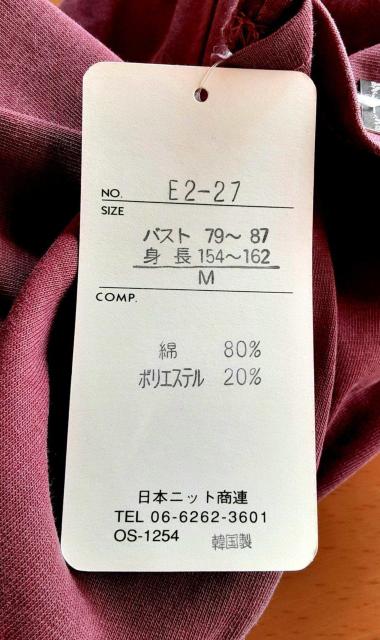 NO. E2-27
SIZE
バスト 79〜87
身長 154〜162
M
COMP.
綿 80%
ポリエステル 20%
日本ニット商連
TEL 06-6262-3601
OS-1254 韓国製